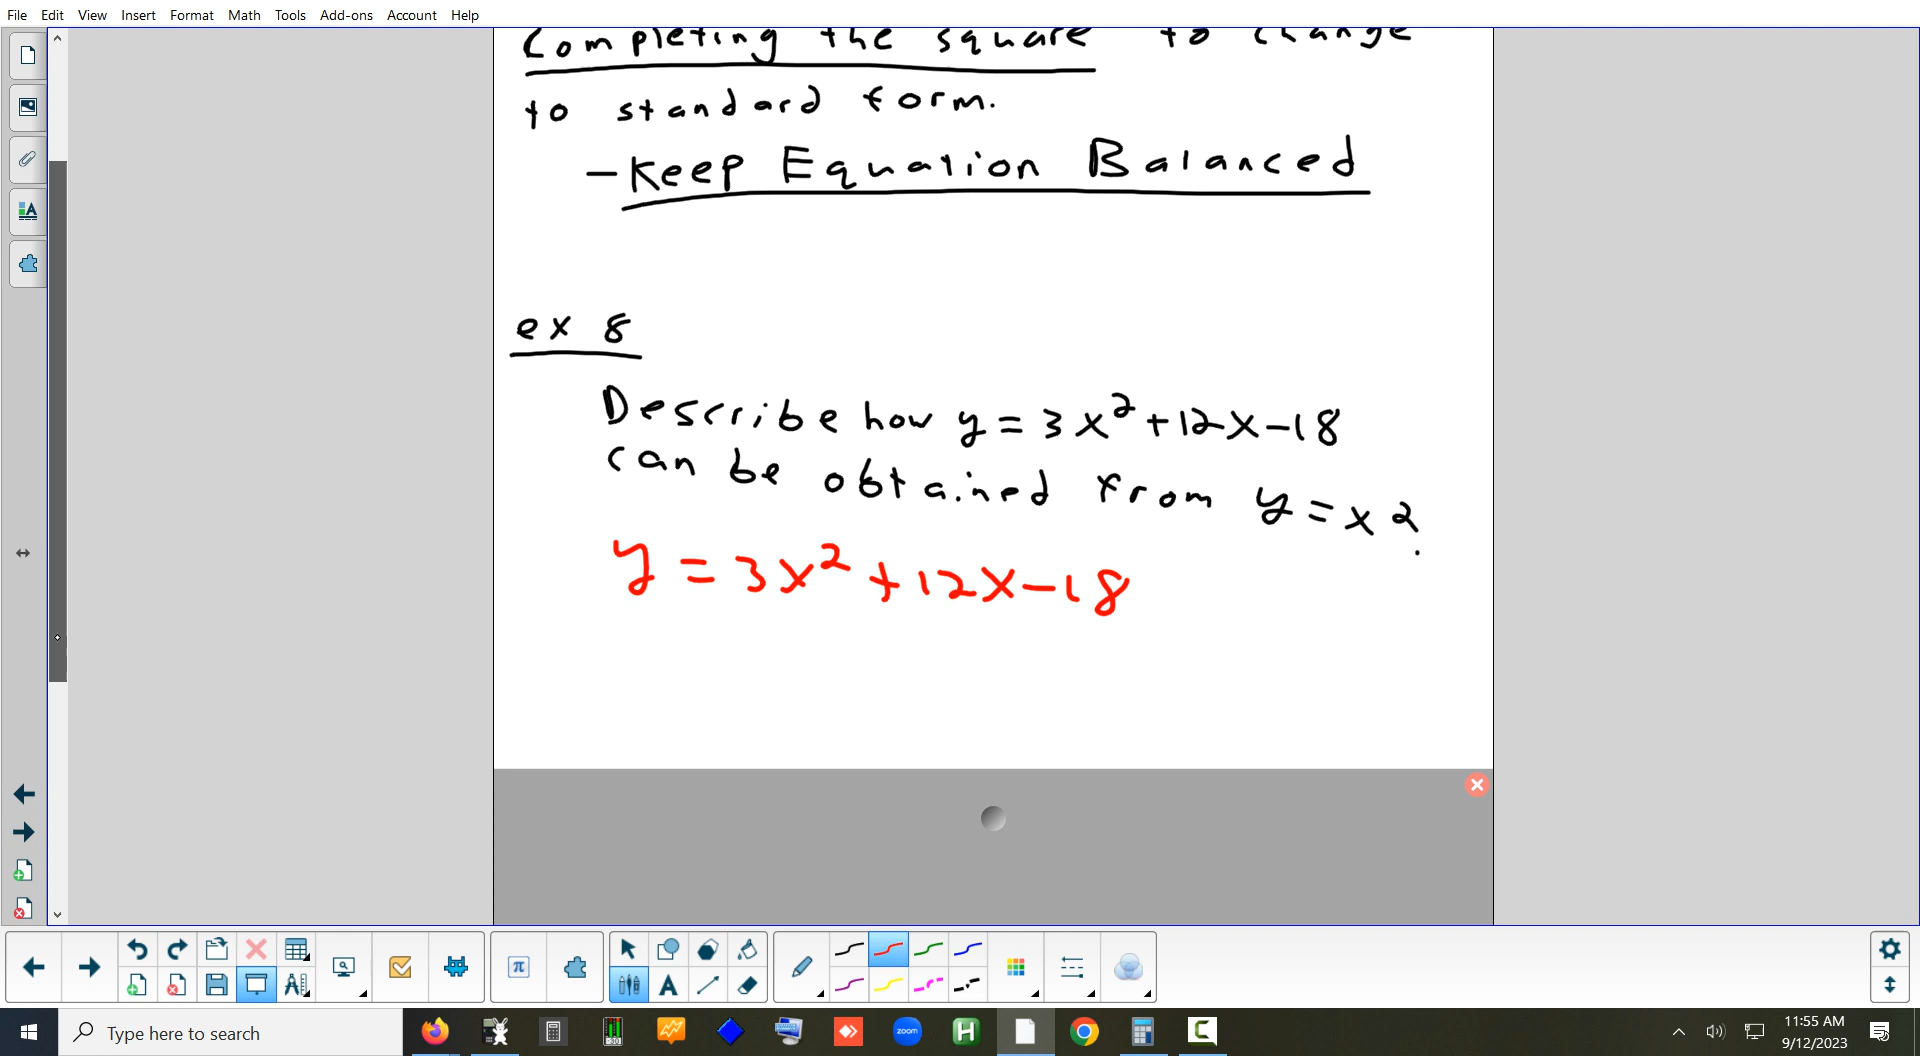 File Edit View Insert Format Math Tools Add-ons Account Help
Completing the square to change
to standard form.
- Keep Equation Balanced
ex 8
Describe how y = 3x² + 12x - 18
can be obtained from y = x²
.
y = 3x² + 12x - 18
Type here to search
zoom
11:55 AM
9/12/2023